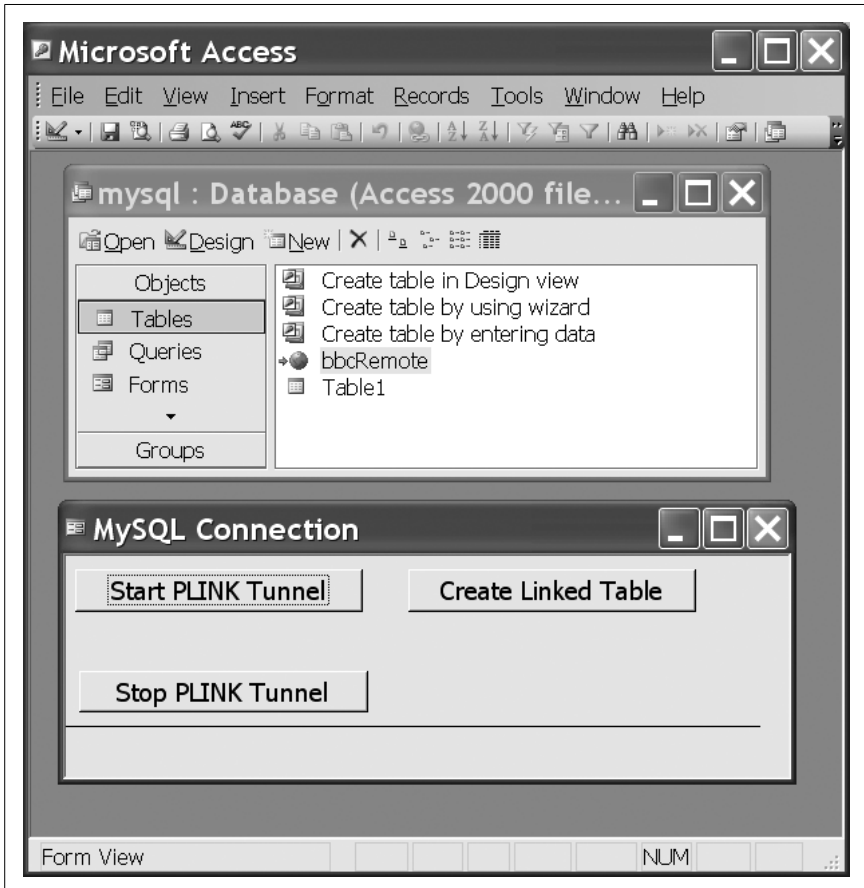 Microsoft Access
File Edit View Insert Format Records Tools Window Help
ABC
mysql : Database (Access 2000 file...
Open Design New
Objects
Tables
Queries
Forms
Groups
Create table in Design view
Create table by using wizard
Create table by entering data
bbcRemote
Table1
MySQL Connection
Start PLINK Tunnel Create Linked Table
Stop PLINK Tunnel
Form View NUM